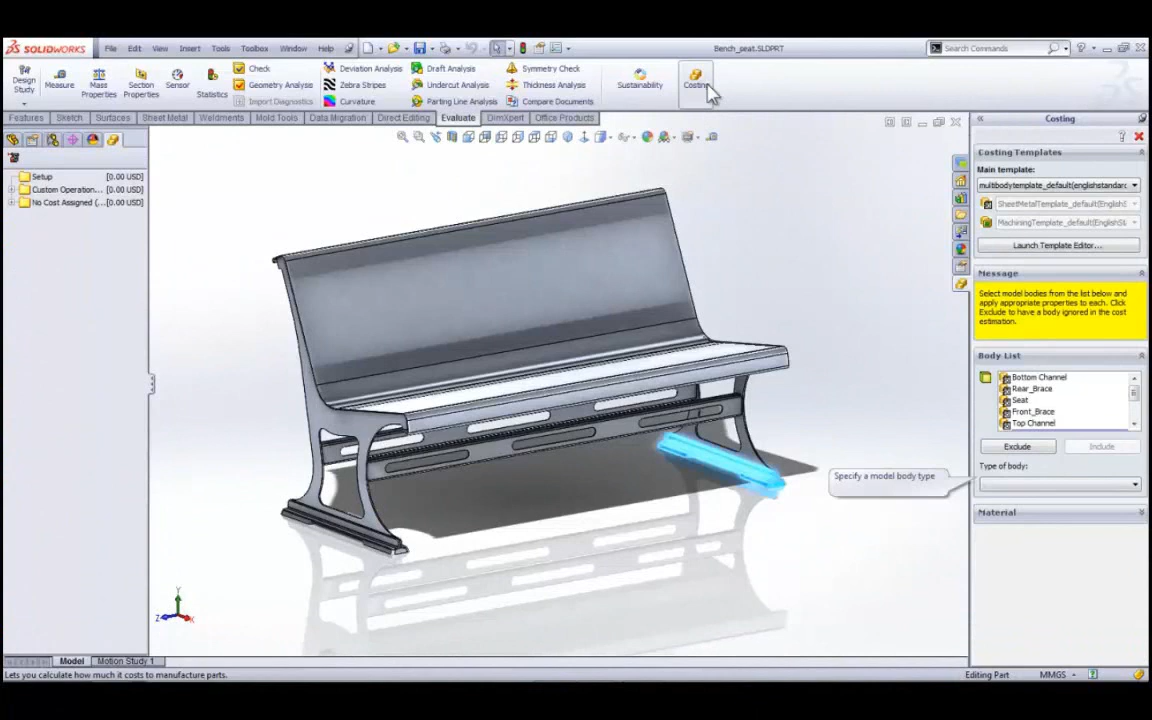 SOLIDWORKS File Edit View Insert Tools Toolbox Window Help Bench_seat.SLDPRT Search Commands
Design Study
Measure
Mass Properties
Section Properties
Sensor
Statistics
Check
Geometry Analysis
Import Diagnostics
Deviation Analysis
Zebra Stripes
Curvature
Draft Analysis
Undercut Analysis
Parting Line Analysis
Symmetry Check
Thickness Analysis
Compare Documents
Sustainability
Costing
Features Sketch Surfaces Sheet Metal Weldments Mold Tools Data Migration Direct Editing Evaluate DimXpert Office Products
Setup [0.00 USD]
Custom Operation... [0.00 USD]
No Cost Assigned (... [0.00 USD]
Y
Z X
Costing
Costing Templates
Main template:
multibodytemplate_default(englishstandard
SheetMetalTemplate_default(EnglishS
MachiningTemplate_default(EnglishSt
Launch Template Editor...
Message
Select model bodies from the list below and
apply appropriate properties to each. Click
Exclude to have a body ignored in the cost
estimation.
Body List
Bottom Channel
Rear_Brace
Seat
Front_Brace
Top Channel
Exclude Include
Type of body:
Specify a model body type
Material
Model Motion Study 1
Lets you calculate how much it costs to manufacture parts. Editing Part MMGS